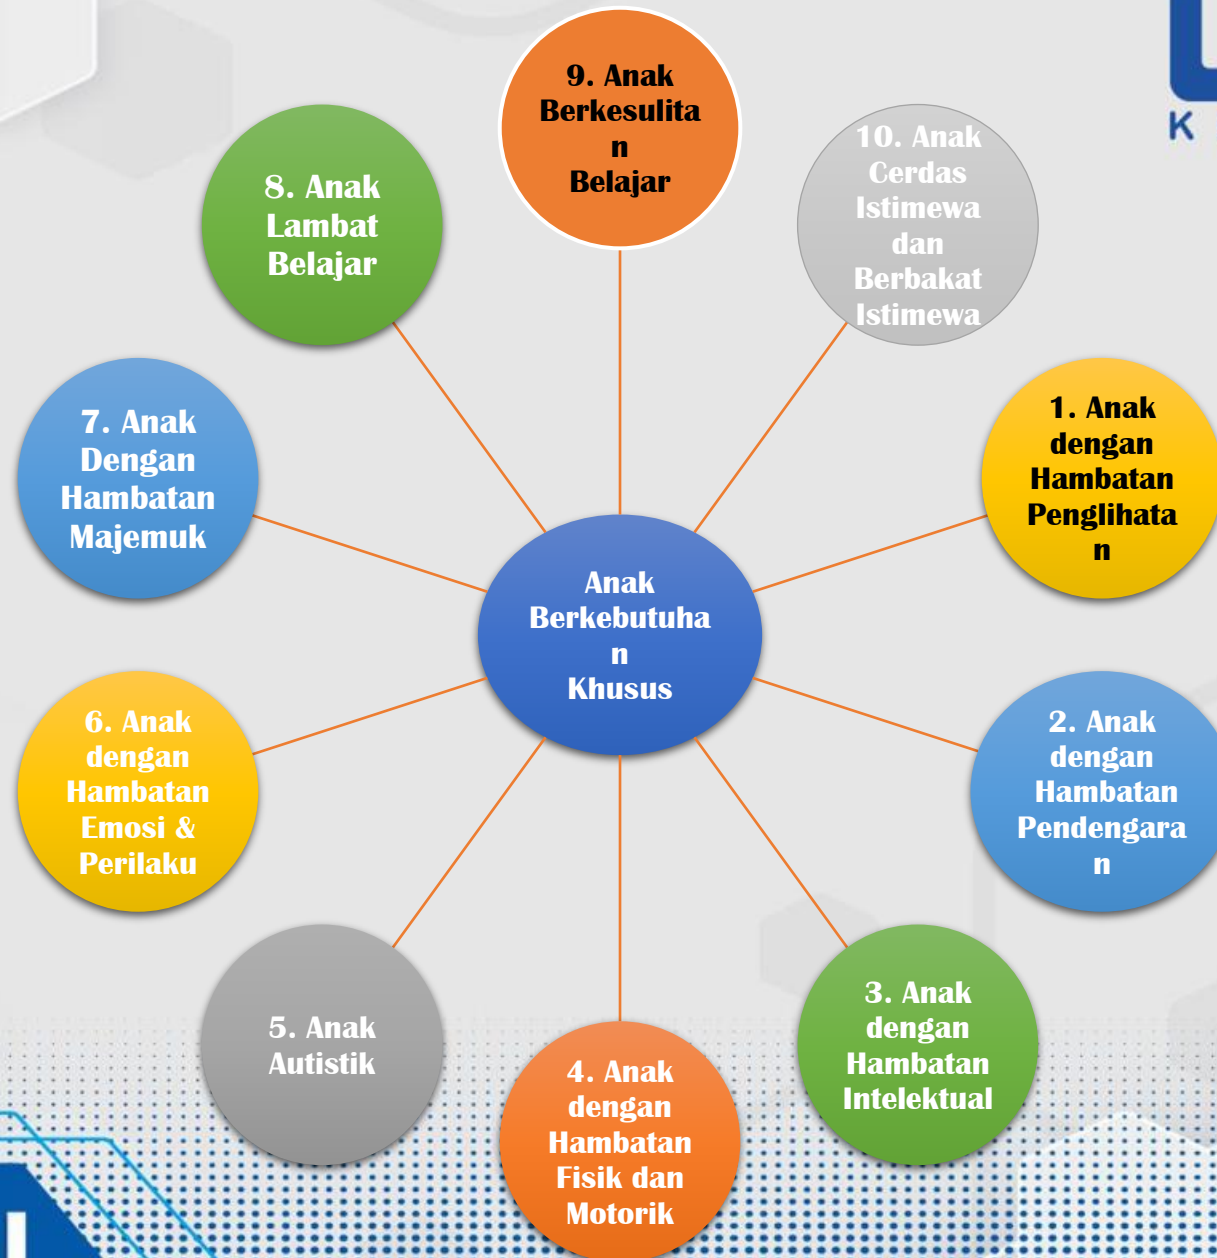 9. Anak
Berkesulita
n
Belajar
10. Anak
Cerdas
Istimewa
dan
Berbakat
Istimewa
K
8. Anak
Lambat
Belajar
7. Anak
Dengan
Hambatan
Majemuk
1. Anak
dengan
Hambatan
Penglihata
n
Anak
Berkebutuha
n
Khusus
6. Anak
dengan
Hambatan
Emosi &
Perilaku
2. Anak
dengan
Hambatan
Pendengara
n
5. Anak
Autistik
3. Anak
dengan
Hambatan
Intelektual
4. Anak
dengan
Hambatan
Fisik dan
Motorik